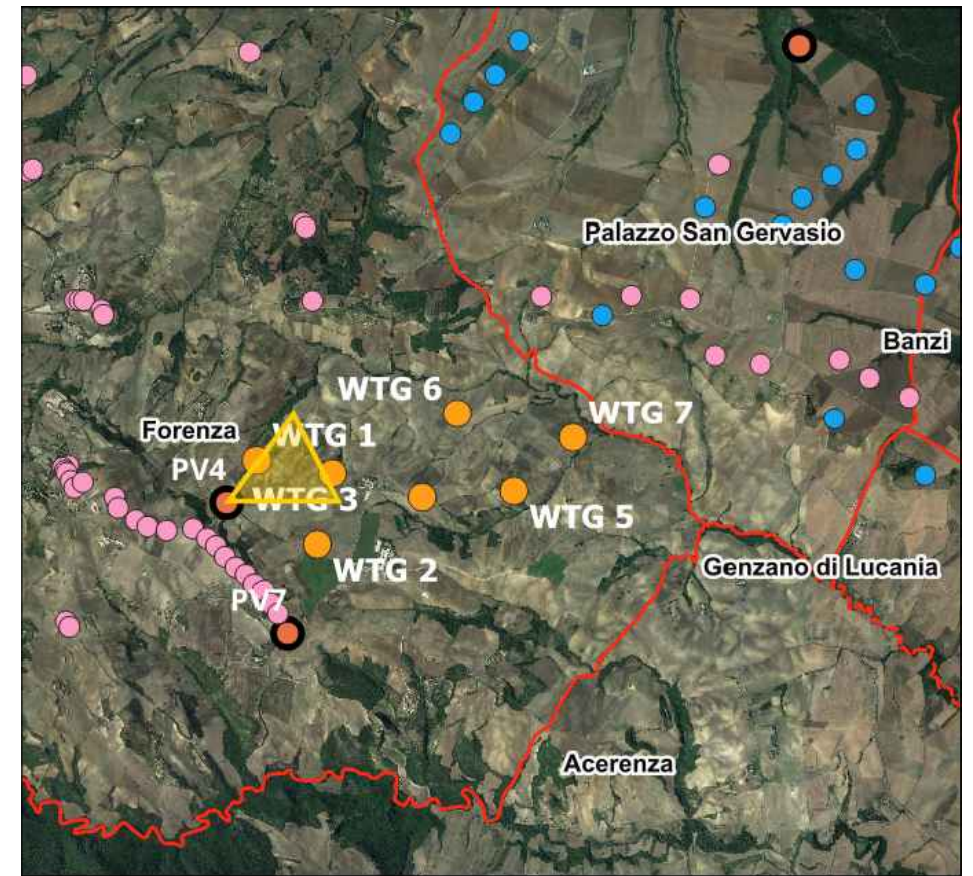 Palazzo San Gervasio
Banzi
WTG 6
WTG 7
Forenza
WTG 1
PV4
WTG 3
WTG 5
WTG 2
Genzano di Lucania
PV7
Acerenza